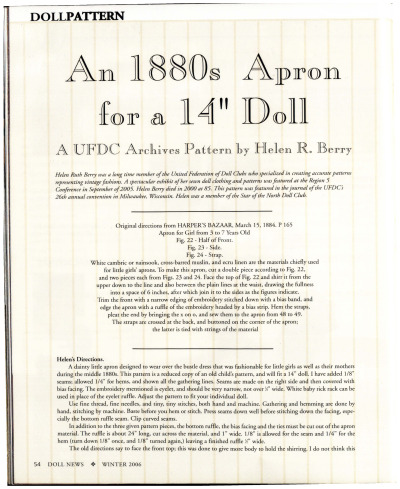 DOLLPATTERN
An 1880s Apron
for a 14" Doll
A UFDC Archives Pattern by Helen R. Berry
Helen Ruth Berry was a long time member of the United Federation of Doll Clubs who specialized in creating accurate patterns
representing vintage fashions. A spectacular exhibit of her sewn doll clothing and patterns was featured at the Region 5
Conference in September of 2005. Helen Berry died in 2000 at 85. This pattern was featured in the journal of the UFDC's
26th annual convention in Milwaukee, Wisconsin. Helen was a member of the Star of the North Doll Club.
Original directions from HARPER'S BAZAAR, March 15, 1884. P 165
Apron for Girl from 3 to 7 Years Old
Fig. 22 - Half of Front.
Fig. 23 - Side.
Fig. 24 - Strap.
White cambric or nainsook, cross-barred muslin, and ecru linen are the materials chiefly used
for little girls' aprons. To make this apron, cut a double piece according to Fig. 22,
and two pieces each from Figs. 23 and 24. Face the top of Fig. 22 and shirr it from the
upper down to the line and also between the plain lines at the waist, drawing the fullness
into a space of 6 inches, after which join it to the sides as the figures indicate.
Trim the front with a narrow edging of embroidery stitched down with a bias band, and
edge the apron with a ruffle of the embroidery headed by a bias strip. Hem the straps,
pleat the end by bringing the x on o, and sew them to the apron from 48 to 49.
The straps are crossed at the back, and buttoned on the corner of the apron;
the latter is tied with strings of the material
Helen's Directions.
A dainty little apron designed to wear over the bustle dress that was fashionable for little girls as well as their mothers
during the middle 1880s. This pattern is a reduced copy of an old child's pattern, and will fit a 14" doll. I have added 1/8"
seams; allowed 1/4" for hems, and shown all the gathering lines. Seams are made on the right side and then covered with
bias facing. The embroidery mentioned is eyelet, and should be very narrow, not over ½" wide. White baby rick rack can be
used in place of the eyelet ruffle. Adjust the pattern to fit your individual doll.
Use fine thread, fine needles, and tiny, tiny stitches, both hand and machine. Gathering and hemming are done by
hand, stitching by machine. Baste before you hem or stitch. Press seams down well before stitching down the facing, espe-
cially the bottom ruffle seam. Clip curved seams.
In addition to the three given pattern pieces, the bottom ruffle, the bias facing and the ties must be cut out of the apron
material. The ruffle is about 24" long, cut across the material, and 1" wide. 1/8" is allowed for the seam and 1/4" for the
hem (turn down 1/8" once, and 1/8" turned again,) leaving a finished ruffle ½" wide.
The old directions say to face the front top; this was done to give more body to hold the shirring. I do not think this
54 DOLL NEWS ❖ WINTER 2006